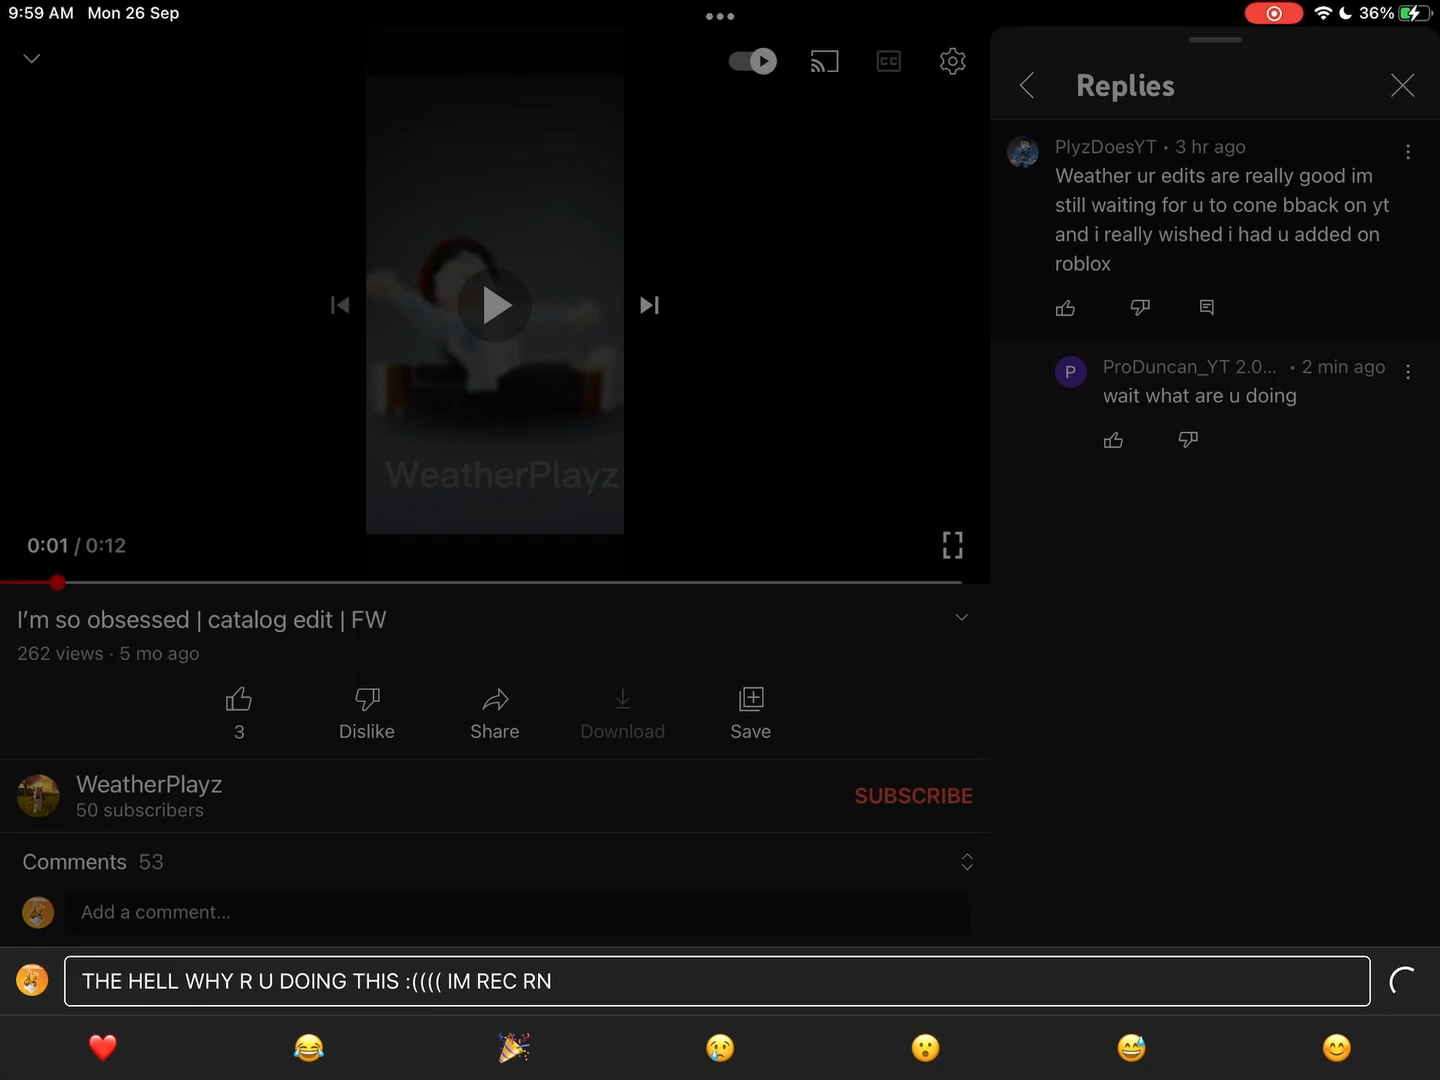 9:59 AM Mon 26 Sep
36%
CC
WeatherPlayz
0:01 / 0:12
I'm so obsessed | catalog edit | FW
262 views · 5 mo ago
3
Dislike
Share
Download
Save
WeatherPlayz
50 subscribers
SUBSCRIBE
Comments 53
Add a comment...
Replies
PlyzDoesYT • 3 hr ago
Weather ur edits are really good im
still waiting for u to cone bback on yt
and i really wished i had u added on
roblox
P
ProDuncan_YT 2.0... • 2 min ago
wait what are u doing
THE HELL WHY R U DOING THIS :(((( IM REC RN